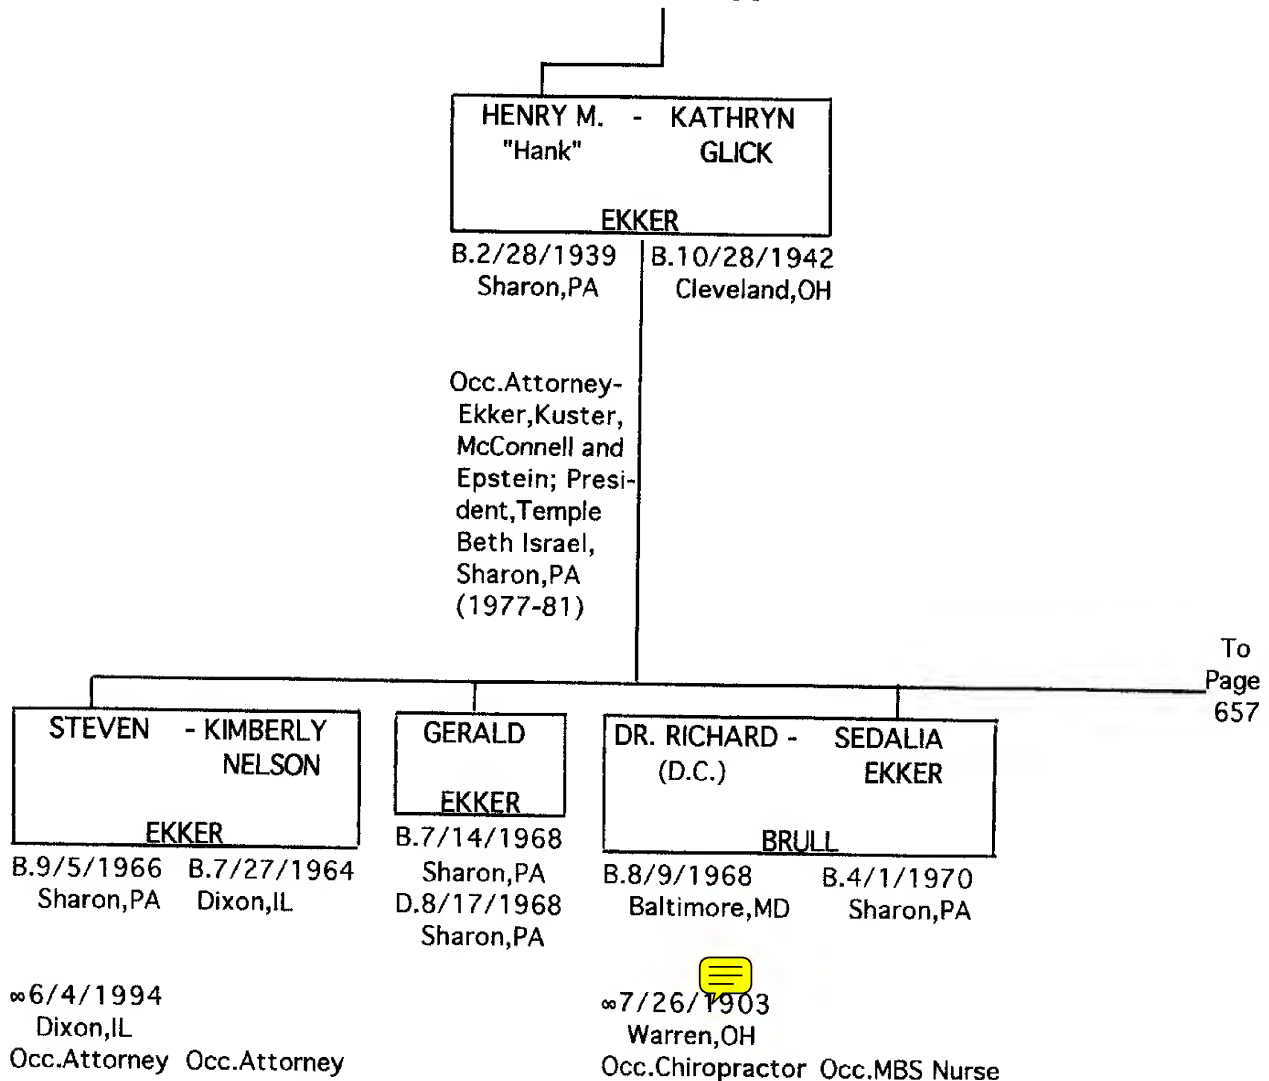 HENRY M. - KATHRYN
"Hank" GLICK
EKKER
B.2/28/1939 B.10/28/1942
Sharon,PA Cleveland,OH
Occ.Attorney-
Ekker,Kuster,
McConnell and
Epstein; Presi-
dent,Temple
Beth Israel,
Sharon,PA
(1977-81)
To
Page
657
STEVEN - KIMBERLY
NELSON
EKKER
B.9/5/1966 B.7/27/1964
Sharon,PA Dixon,IL
∞6/4/1994
Dixon,IL
Occ.Attorney Occ.Attorney
GERALD
EKKER
B.7/14/1968
Sharon,PA
D.8/17/1968
Sharon,PA
DR. RICHARD - SEDALIA
(D.C.) EKKER
BRULL
B.8/9/1968 B.4/1/1970
Baltimore,MD Sharon,PA
∞7/26/1903
Warren,OH
Occ.Chiropractor Occ.MBS Nurse